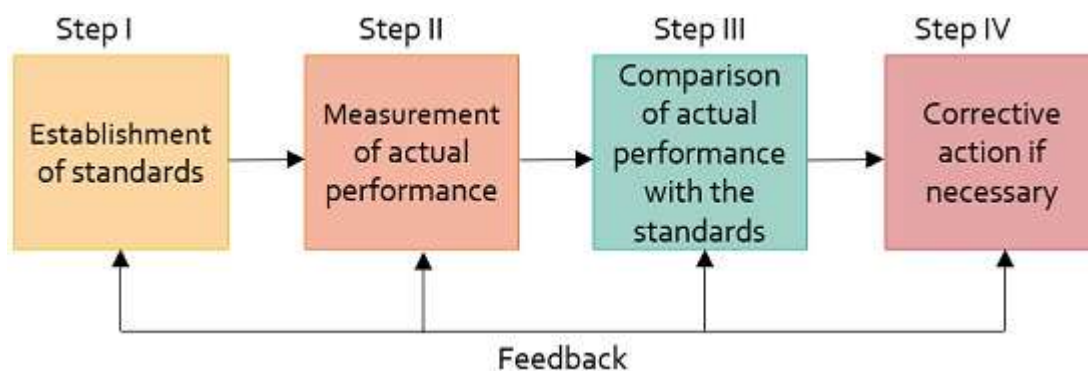 Step I
Establishment
of standards
Step II
Measurement
of actual
performance
Step III
Comparison
of actual
performance
with the
standards
Step IV
Corrective
action if
necessary
Feedback